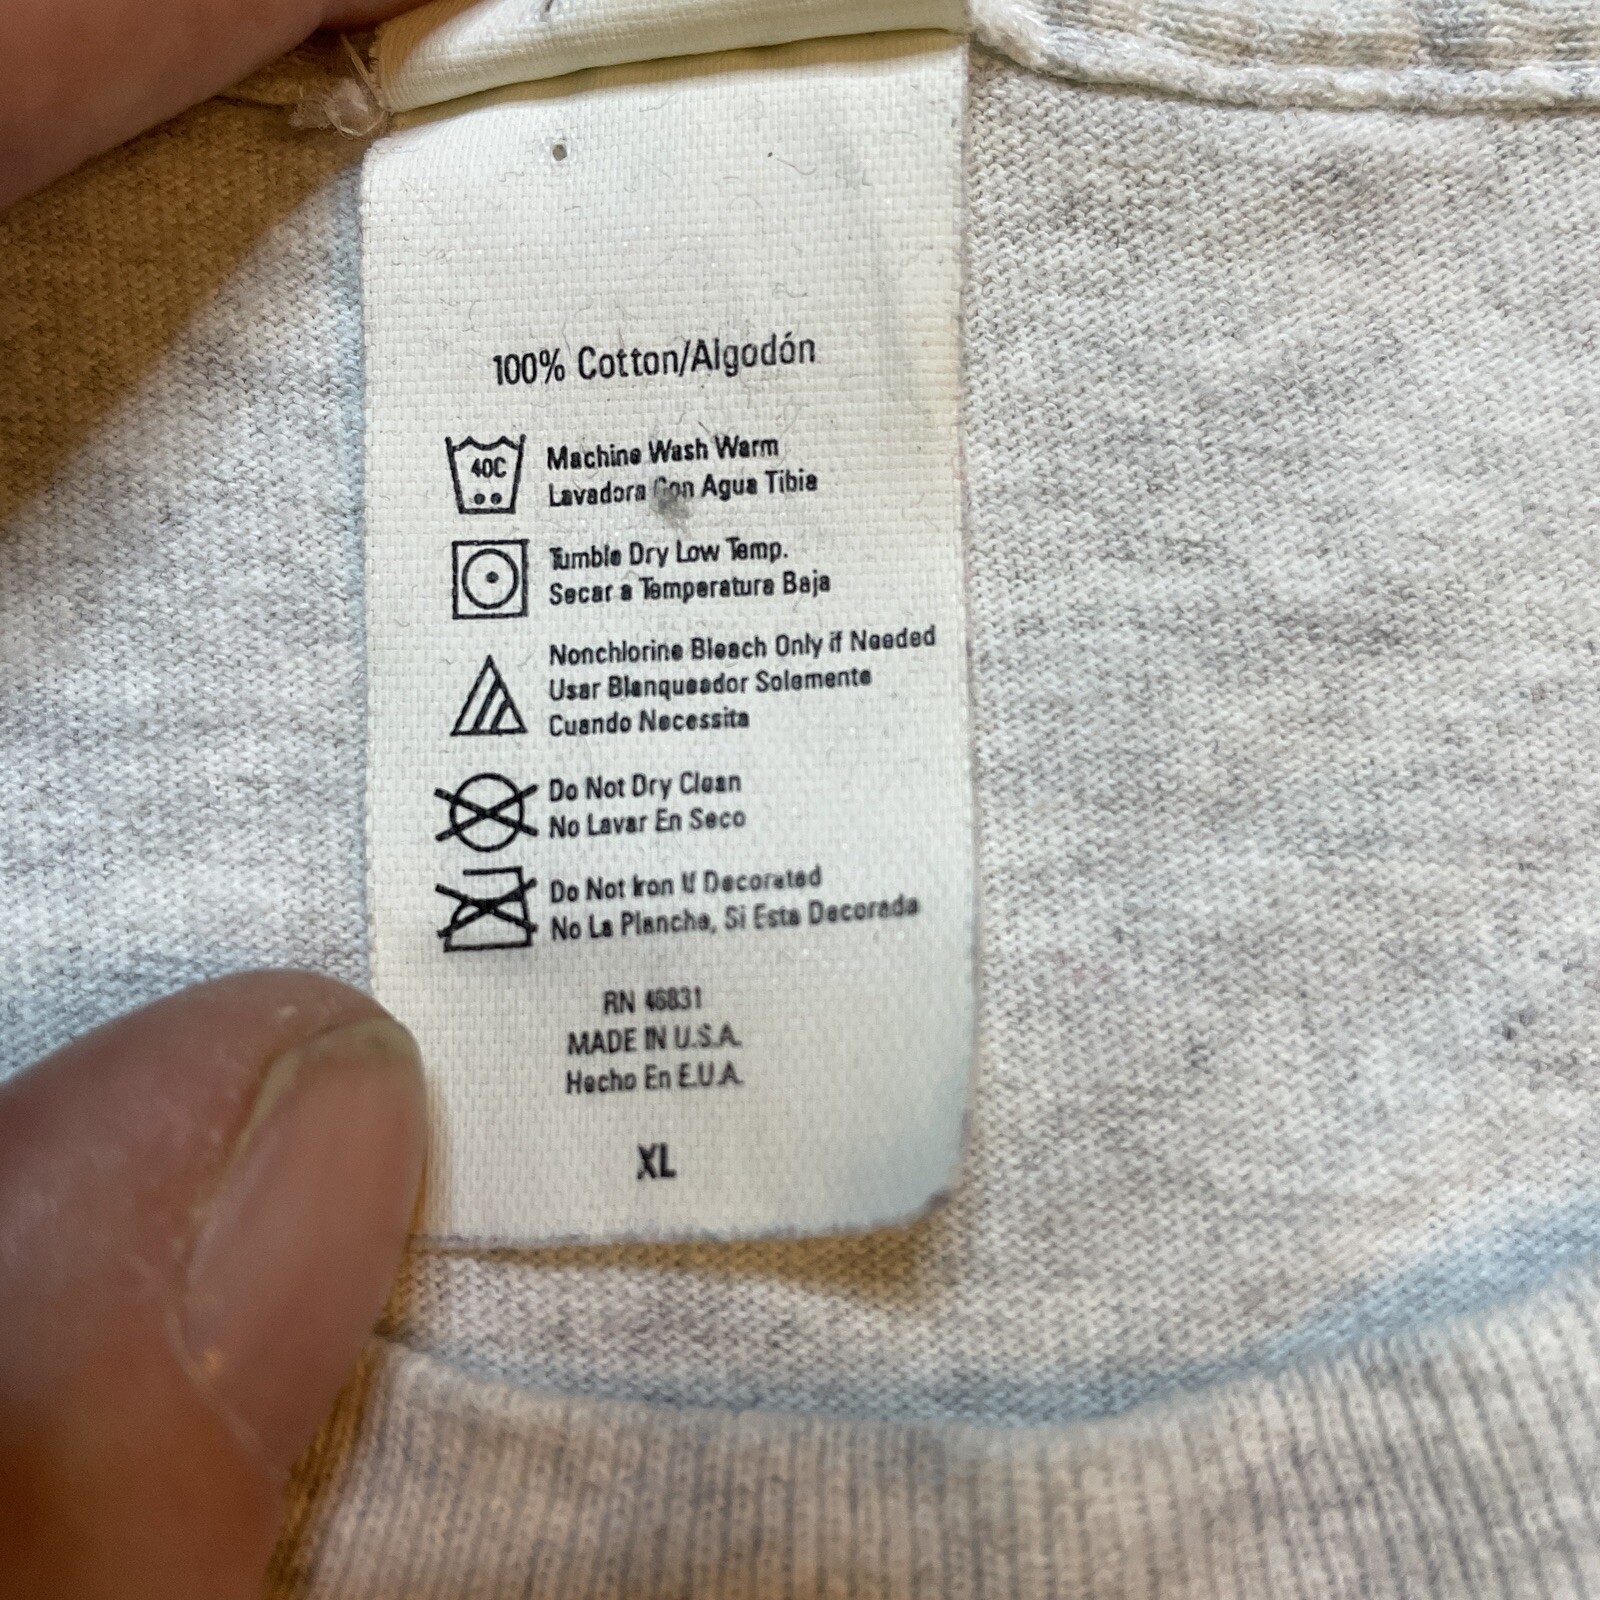 100% Cotton/Algodón
40C
Machine Wash Warm
Lavadora Con Agua Tibia
Tumble Dry Low Temp.
Secar a Temperatura Baja
Nonchlorine Bleach Only if Needed
Usar Blanqueador Solamente
Cuando Necessita
Do Not Dry Clean
No Lavar En Seco
Do Not Iron If Decorated
No La Planche, Si Esta Decorada
RN 46831
MADE IN U.S.A.
Hecho En E.U.A.
XL